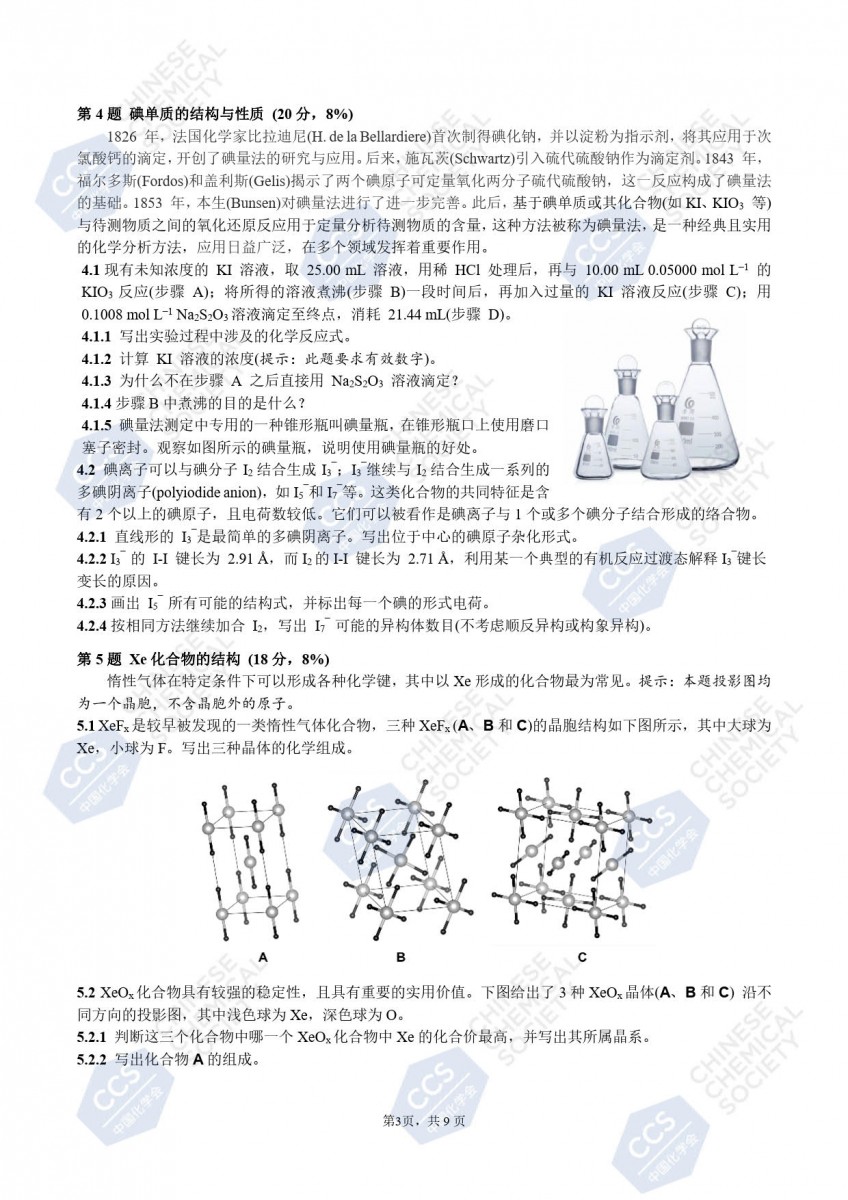 第 4 题 碘单质的结构与性质 (20 分，8%)
1826 年，法国化学家比拉迪尼(H. de la Bellardiere)首次制得碘化钠，并以淀粉为指示剂，将其应用于次
氯酸钙的滴定，开创了碘量法的研究与应用。后来，施瓦茨(Schwartz)引入硫代硫酸钠作为滴定剂。1843 年，
福尔多斯(Fordos)和盖利斯(Gelis)揭示了两个碘原子可定量氧化两分子硫代硫酸钠，这一反应构成了碘量法
的基础。1853 年，本生(Bunsen)对碘量法进行了进一步完善。此后，基于碘单质或其化合物(如 KI、KIO₃ 等)
与待测物质之间的氧化还原反应用于定量分析待测物质的含量，这种方法被称为碘量法，是一种经典且实用
的化学分析方法，应用日益广泛，在多个领域发挥着重要作用。
4.1 现有未知浓度的 KI 溶液，取 25.00 mL 溶液，用稀 HCl 处理后，再与 10.00 mL 0.05000 mol L⁻¹ 的
KIO₃ 反应(步骤 A)；将所得的溶液煮沸(步骤 B)一段时间后，再加入过量的 KI 溶液反应(步骤 C)；用
0.1008 mol L⁻¹ Na₂S₂O₃ 溶液滴定至终点，消耗 21.44 mL(步骤 D)。
4.1.1 写出实验过程中涉及的化学反应式。
4.1.2 计算 KI 溶液的浓度(提示：此题要求有效数字)。
4.1.3 为什么不在步骤 A 之后直接用 Na₂S₂O₃ 溶液滴定？
4.1.4 步骤 B 中煮沸的目的是什么？
4.1.5 碘量法测定中专用的一种锥形瓶叫碘量瓶，在锥形瓶口上使用磨口
塞子密封。观察如图所示的碘量瓶，说明使用碘量瓶的好处。
4.2 碘离子可以与碘分子 I₂ 结合生成 I₃⁻；I₃⁻继续与 I₂ 结合生成一系列的
多碘阴离子(polyiodide anion)，如 I₅⁻和 I₇⁻等。这类化合物的共同特征是含
有 2 个以上的碘原子，且电荷数较低。它们可以被看作是碘离子与 1 个或多个碘分子结合形成的络合物。
4.2.1 直线形的 I₃⁻是最简单的多碘阴离子。写出位于中心的碘原子杂化形式。
4.2.2 I₃⁻ 的 I-I 键长为 2.91 Å，而 I₂ 的 I-I 键长为 2.71 Å，利用某一个典型的有机反应过渡态解释 I₃⁻键长
变长的原因。
4.2.3 画出 I₅⁻ 所有可能的结构式，并标出每一个碘的形式电荷。
4.2.4 按相同方法继续加合 I₂，写出 I₇⁻ 可能的异构体数目(不考虑顺反异构或构象异构)。
第 5 题 Xe 化合物的结构 (18 分，8%)
惰性气体在特定条件下可以形成各种化学键，其中以 Xe 形成的化合物最为常见。提示：本题投影图均
为一个晶胞，不含晶胞外的原子。
5.1 XeFₓ 是较早被发现的一类惰性气体化合物，三种 XeFₓ (A、B 和 C)的晶胞结构如下图所示，其中大球为
Xe，小球为 F。写出三种晶体的化学组成。
A B C
5.2 XeOₓ 化合物具有较强的稳定性，且具有重要的实用价值。下图给出了 3 种 XeOₓ 晶体(A、B 和 C) 沿不
同方向的投影图，其中浅色球为 Xe，深色球为 O。
5.2.1 判断这三个化合物中哪一个 XeOₓ 化合物中 Xe 的化合价最高，并写出其所属晶系。
5.2.2 写出化合物 A 的组成。
第3页，共 9 页
CCS
中国化学会
CHINESE
CHEMICAL
SOCIETY